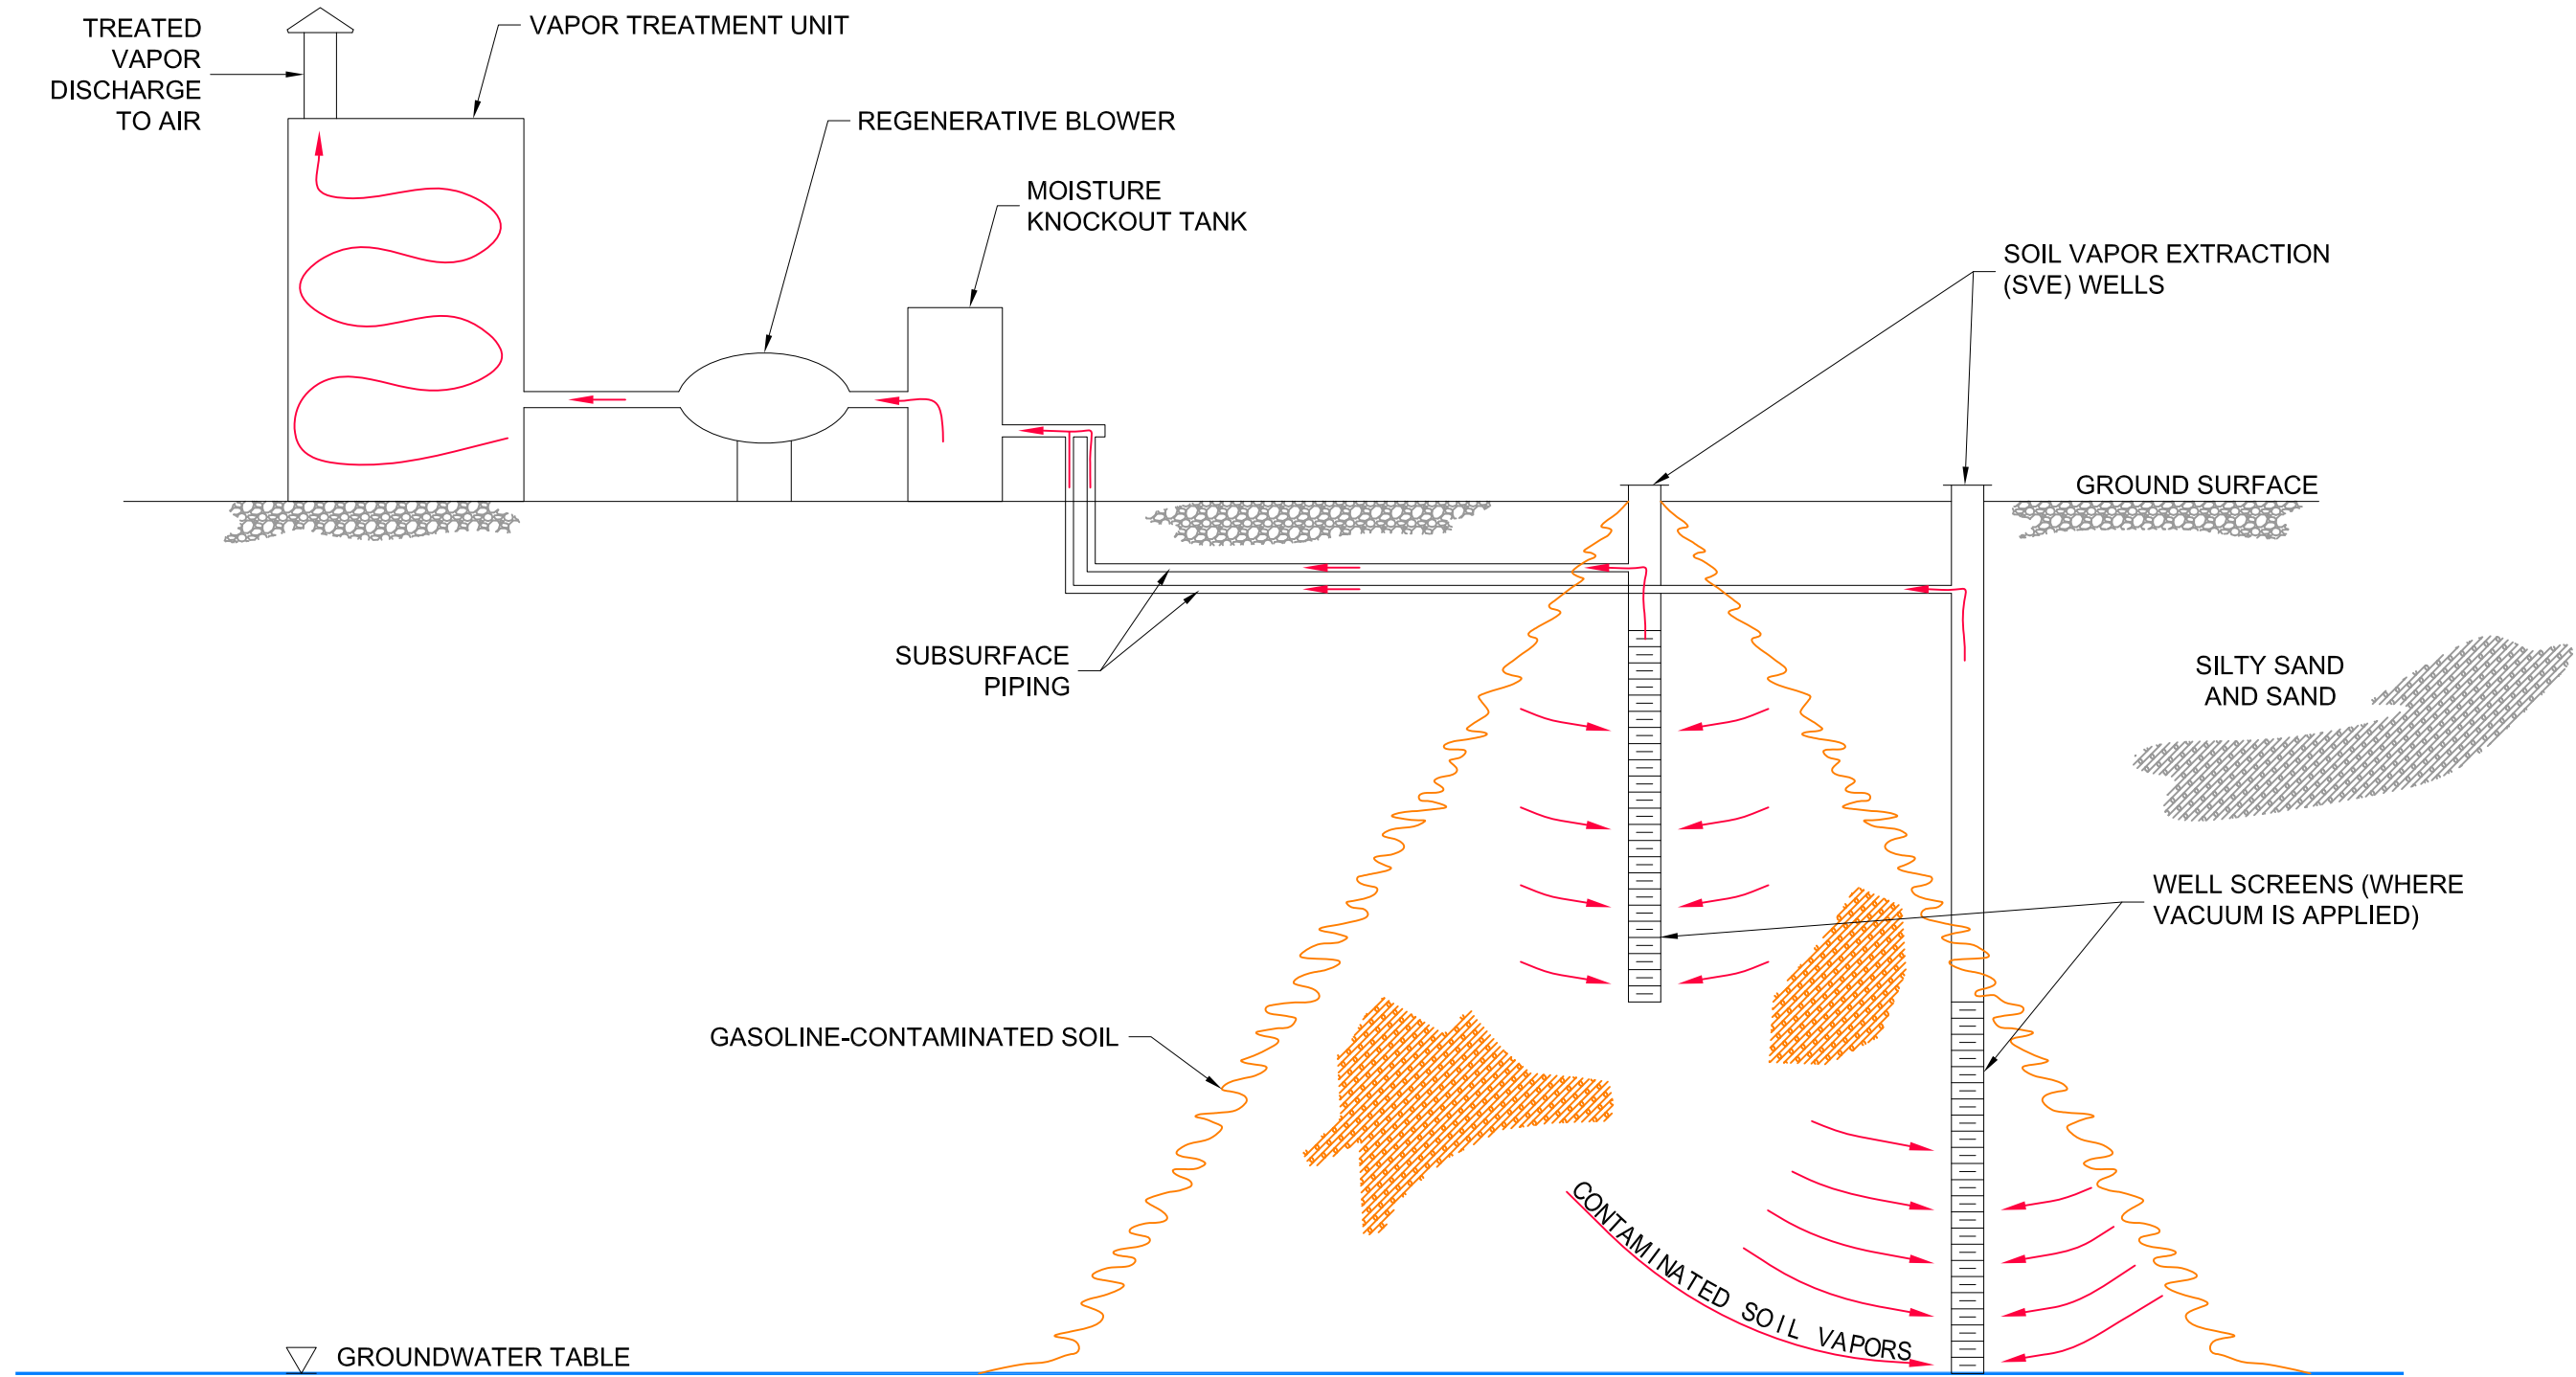 TREATED
VAPOR
DISCHARGE
TO AIR
VAPOR TREATMENT UNIT
REGENERATIVE BLOWER
MOISTURE
KNOCKOUT TANK
SOIL VAPOR EXTRACTION
(SVE) WELLS
GROUND SURFACE
SUBSURFACE
PIPING
SILTY SAND
AND SAND
WELL SCREENS (WHERE
VACUUM IS APPLIED)
GASOLINE-CONTAMINATED SOIL
CONTAMINATED SOIL VAPORS
GROUNDWATER TABLE